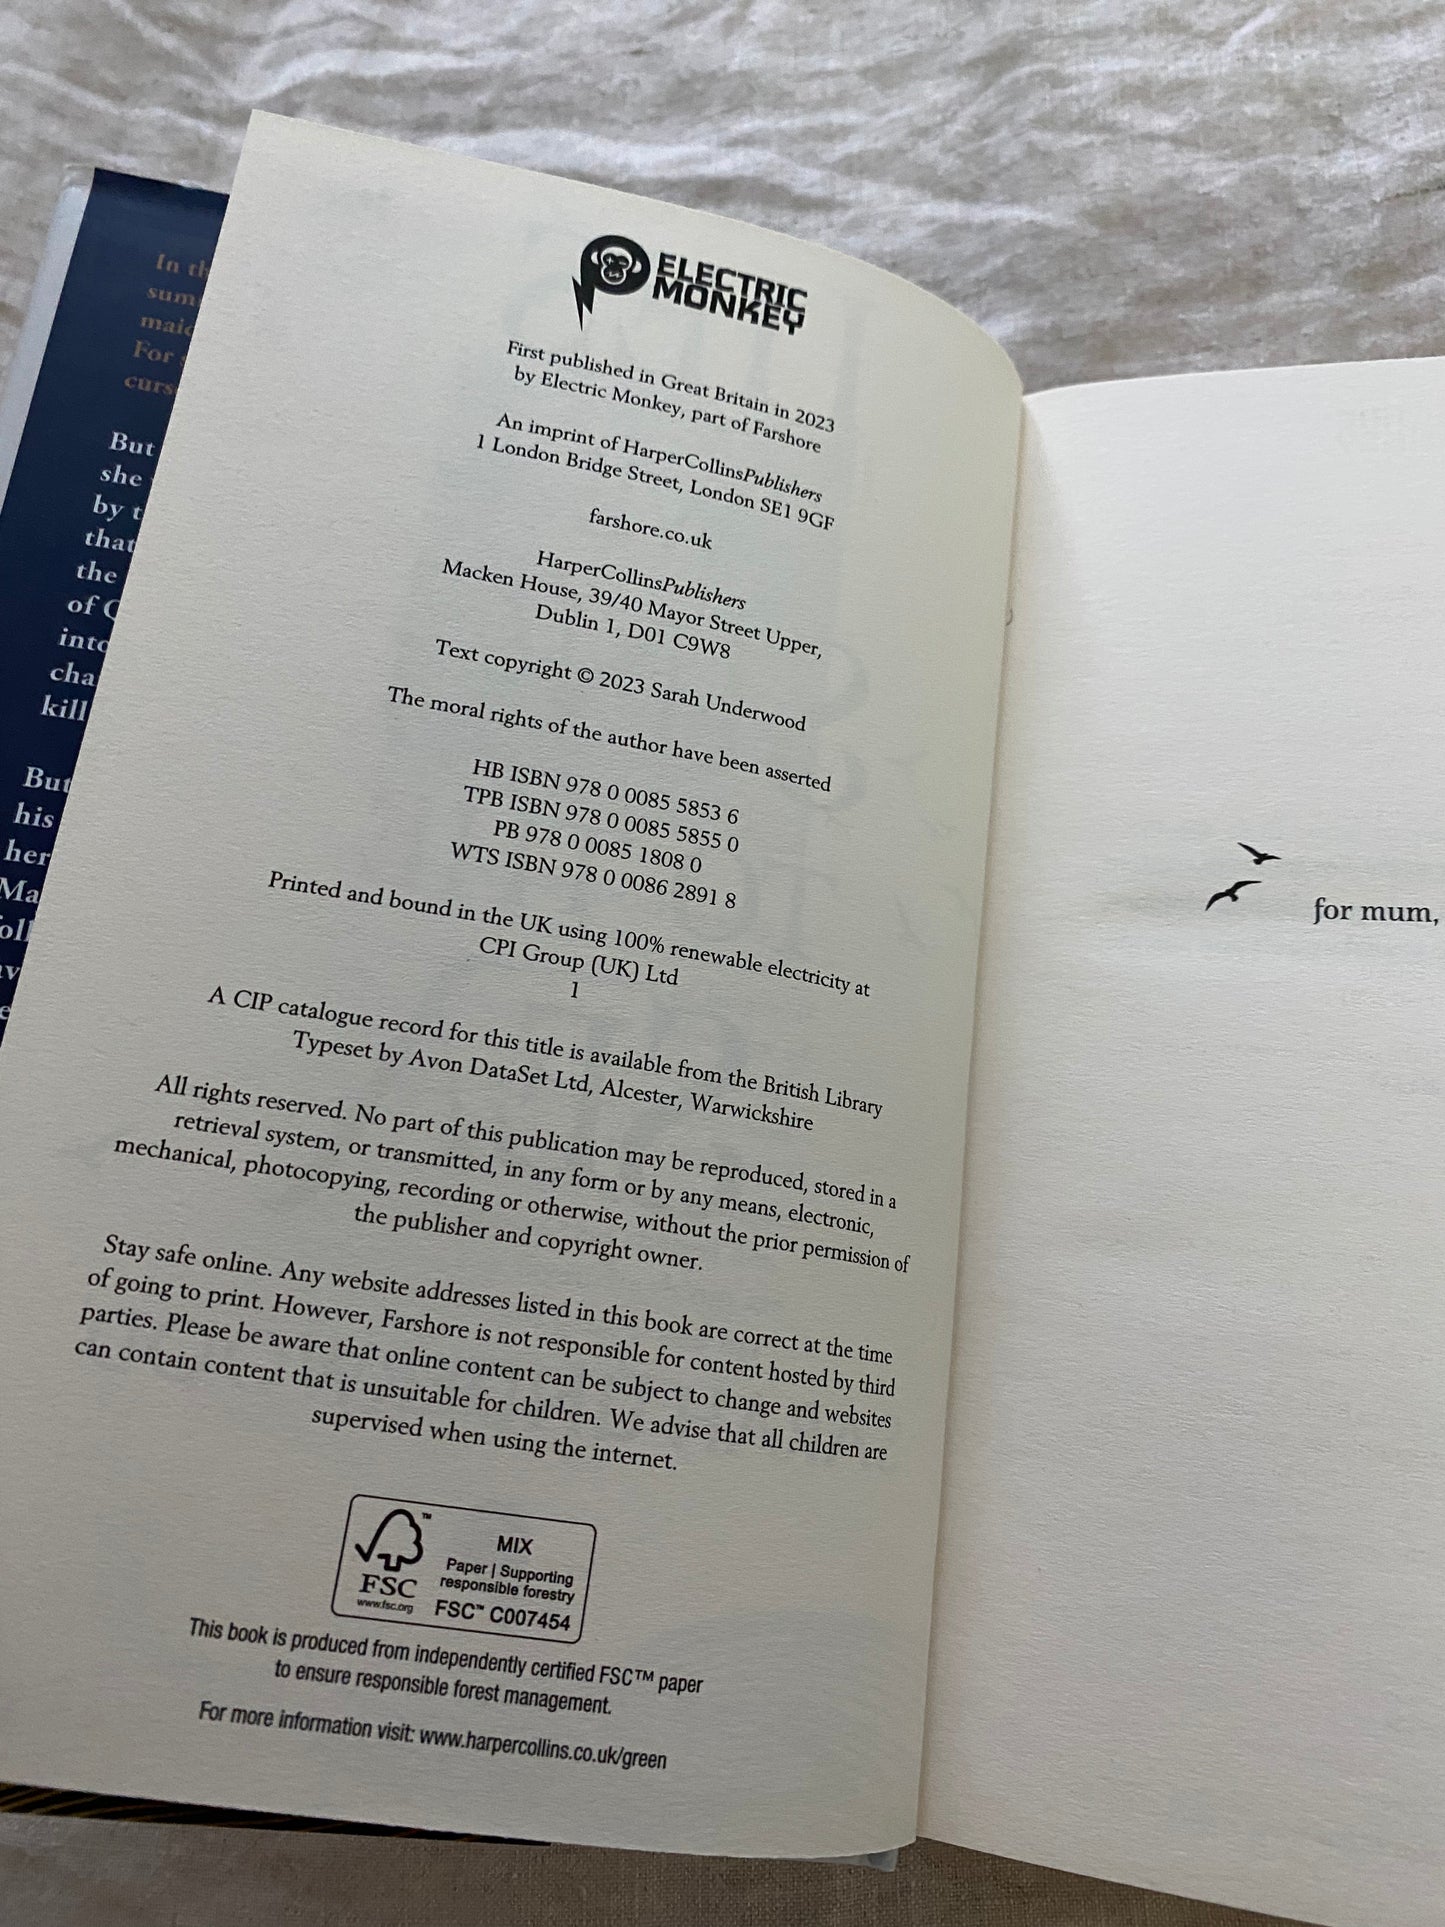 In th
sum
maid
For
curs
But
she
by t
that
the
of
into
cha
kill
But
his
her
Ma
ELECTRIC
MONKEY
First published in Great Britain in 2023
by Electric Monkey, part of Farshore
An imprint of HarperCollinsPublishers
1 London Bridge Street, London SE1 9GF
farshore.co.uk
HarperCollinsPublishers
Macken House, 39/40 Mayor Street Upper,
Dublin 1, D01 C9W8
Text copyright © 2023 Sarah Underwood
The moral rights of the author have been asserted
HB ISBN 978 0 0085 5853 6
TPB ISBN 978 0 0085 5855 0
PB 978 0 0085 1808 0
WTS ISBN 978 0 0086 2891 8
Printed and bound in the UK using 100% renewable electricity at
CPI Group (UK) Ltd
1
A CIP catalogue record for this title is available from the British Library
Typeset by Avon DataSet Ltd, Alcester, Warwickshire
All rights reserved. No part of this publication may be reproduced, stored in a
retrieval system, or transmitted, in any form or by any means, electronic,
mechanical, photocopying, recording or otherwise, without the prior permission of
the publisher and copyright owner.
Stay safe online. Any website addresses listed in this book are correct at the time
of going to print. However, Farshore is not responsible for content hosted by third
parties. Please be aware that online content can be subject to change and websites
can contain content that is unsuitable for children. We advise that all children are
supervised when using the internet.
FSC
™
www.fsc.org
MIX
Paper | Supporting
responsible forestry
FSC™ C007454
This book is produced from independently certified FSC™ paper
to ensure responsible forest management.
For more information visit: www.harpercollins.co.uk/green
for mum,